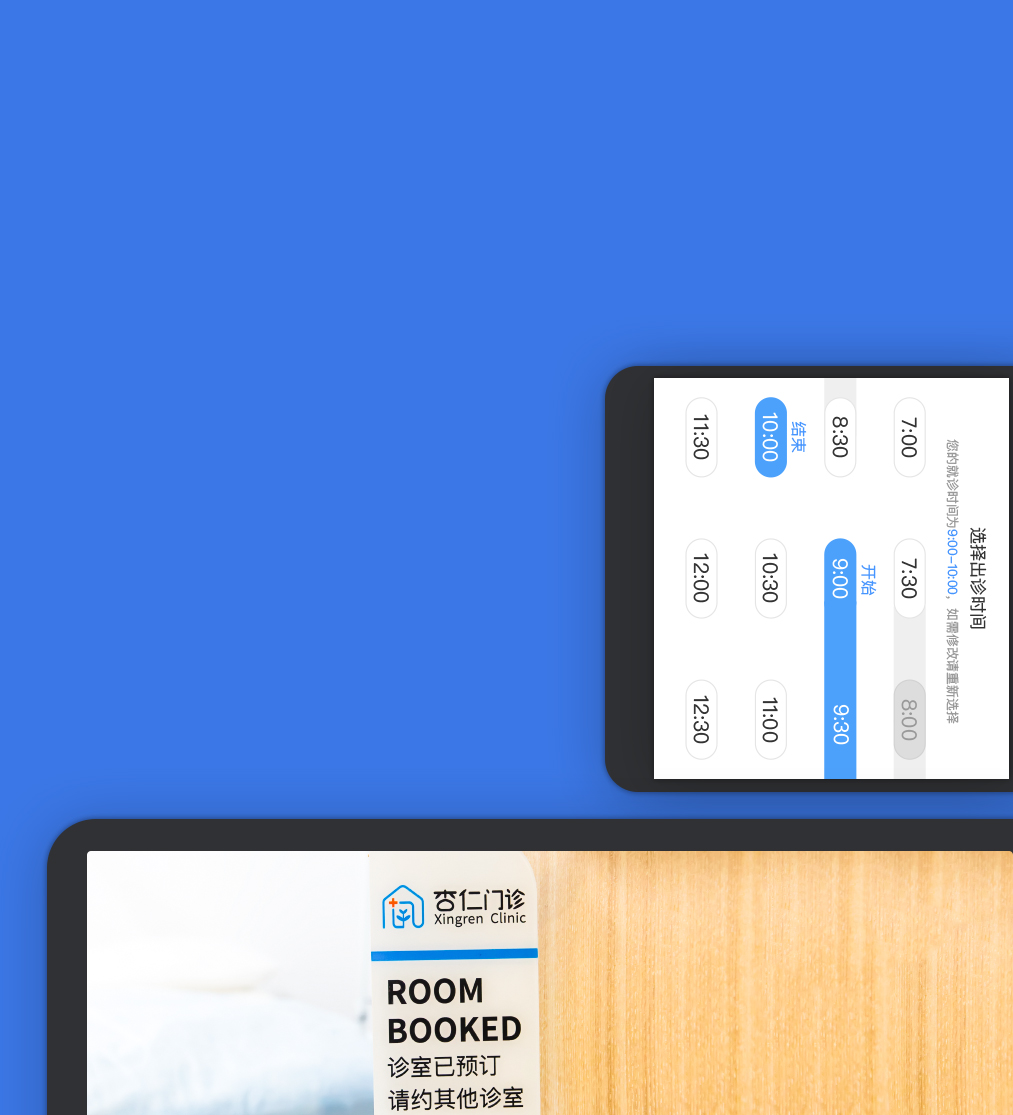 选择出诊时间
您的就诊时间为9:00-10:00，如需修改请重新选择
7:00
7:30
8:00
开始
8:30
9:00
9:30
结束
10:00
10:30
11:00
11:30
12:00
12:30
杏仁门诊
Xingren Clinic
ROOM
BOOKED
诊室已预订
请约其他诊室